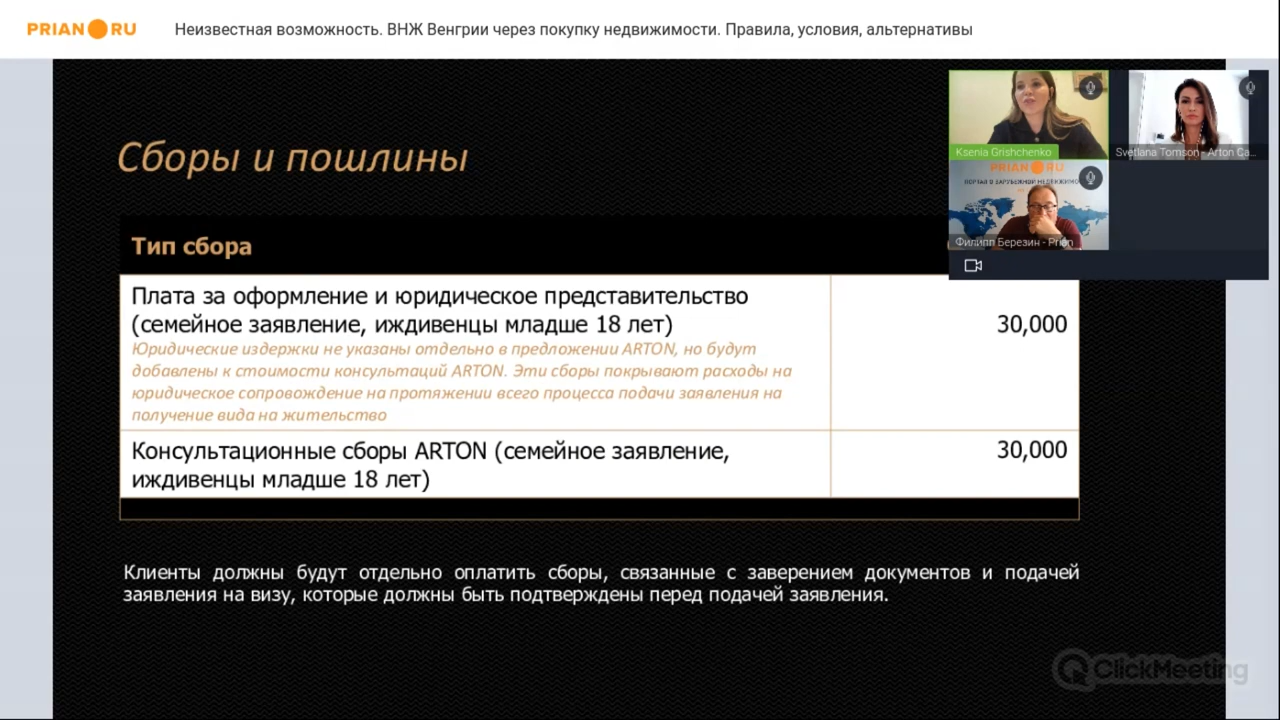 PRIAN RU
Неизвестная возможность. ВНЖ Венгрии через покупку недвижимости. Правила, условия, альтернативы
Ksenia Grishchenko
Svetlana Tomson - Arton Ca...
PRIAN RU
Филипп Березин - Prian
Сборы и пошлины
Тип сбора
Плата за оформление и юридическое представительство
(семейное заявление, иждивенцы младше 18 лет)
30,000
Юридические издержки не указаны отдельно в предложении ARTON, но будут
добавлены к стоимости консультаций ARTON. Эти сборы покрывают расходы на
юридическое сопровождение на протяжении всего процесса подачи заявления на
получение вида на жительство
Консультационные сборы ARTON (семейное заявление,
иждивенцы младше 18 лет)
30,000
Клиенты должны будут отдельно оплатить сборы, связанные с заверением документов и подачей
заявления на визу, которые должны быть подтверждены перед подачей заявления.
ClickMeeting